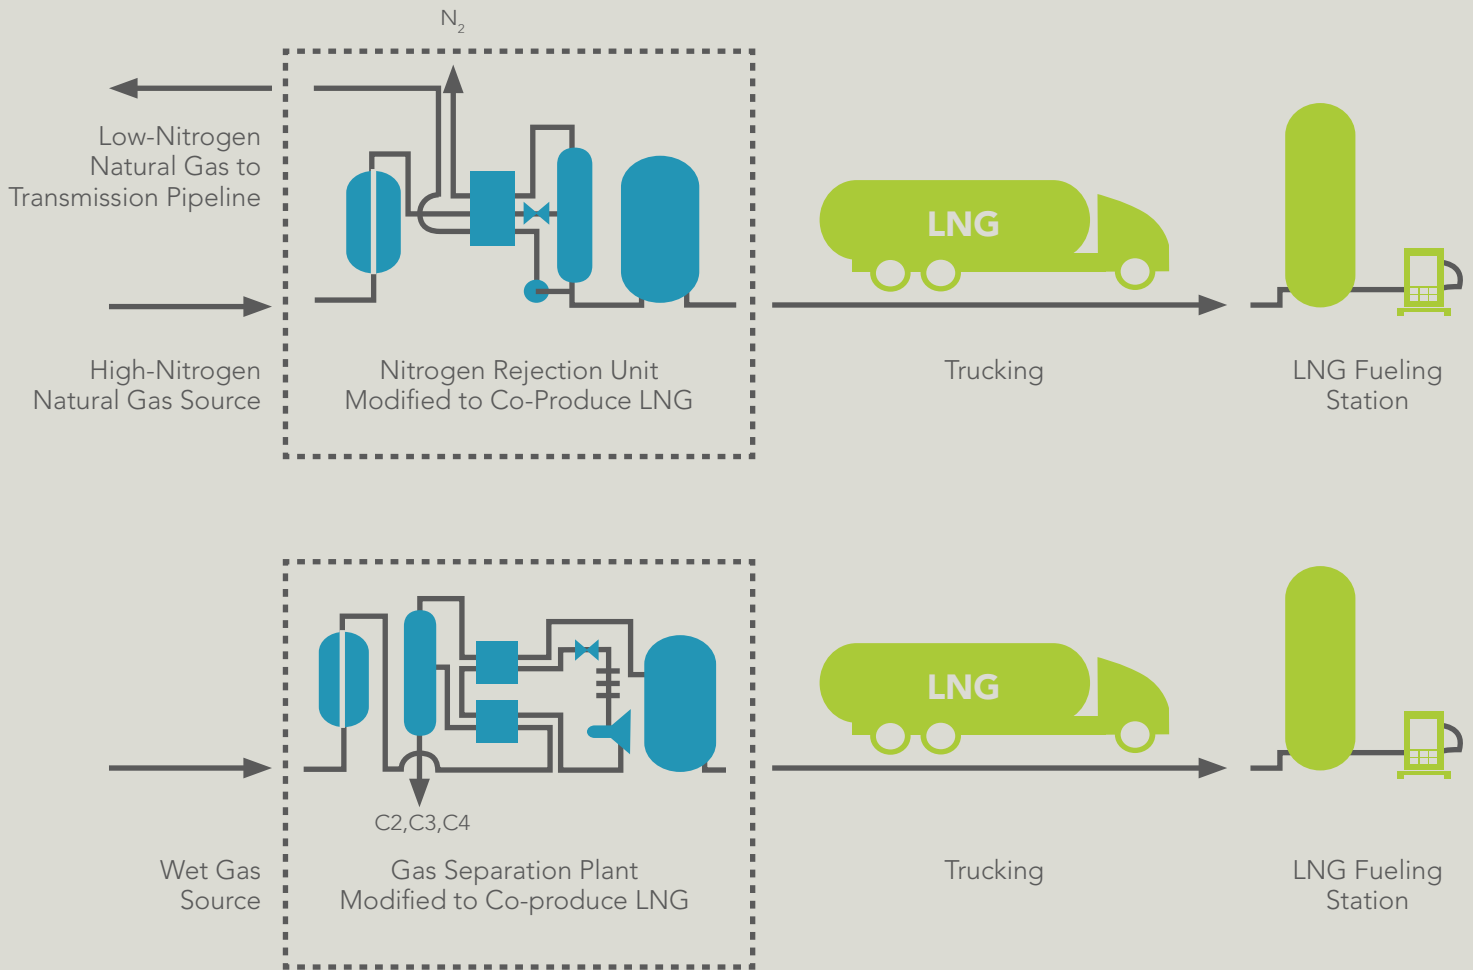 N2
Low-Nitrogen
Natural Gas to
Transmission Pipeline
LNG
High-Nitrogen
Natural Gas Source
Nitrogen Rejection Unit
Modified to Co-Produce LNG
Trucking
LNG Fueling
Station
LNG
C2,C3,C4
Wet Gas
Source
Gas Separation Plant
Modified to Co-produce LNG
Trucking
LNG Fueling
Station